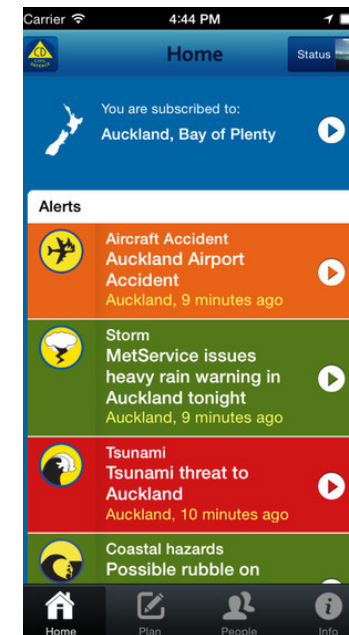 Carrier 4:44 PM
CD
Home
Status
You are subscribed to:
Auckland, Bay of Plenty
Alerts
Aircraft Accident
Auckland Airport
Accident
Auckland, 9 minutes ago
Storm
MetService issues
heavy rain warning in
Auckland tonight
Auckland, 9 minutes ago
Tsunami
Tsunami threat to
Auckland
Auckland, 10 minutes ago
Coastal hazards
Possible rubble on
Home Plan People Info